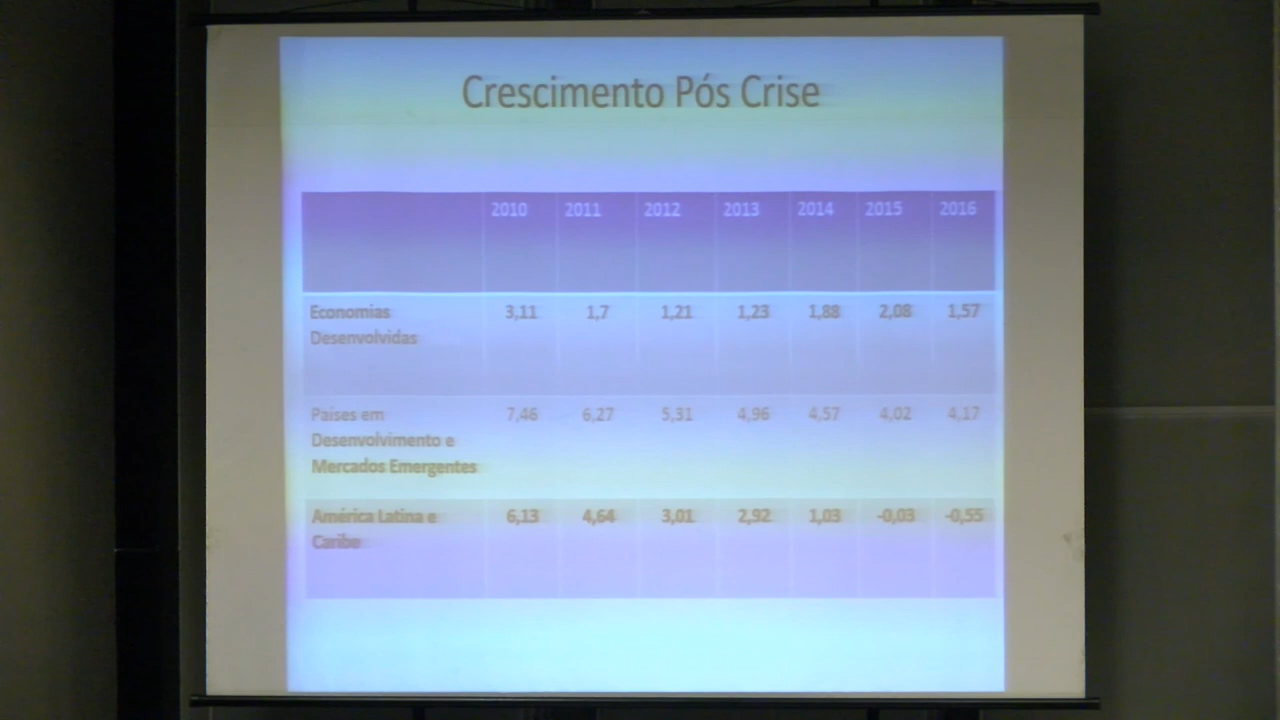 Crescimento Pós Crise
2010 2011 2012 2013 2014 2015 2016
Economias 3,11 1,7 1,21 1,23 1,88 2,08 1,57
Desenvolvidas
Países em 7,46 6,27 5,31 4,96 4,57 4,02 4,17
Desenvolvimento e
Mercados Emergentes
América Latina e 6,13 4,64 3,01 2,92 1,03 -0,03 -0,55
Caribe